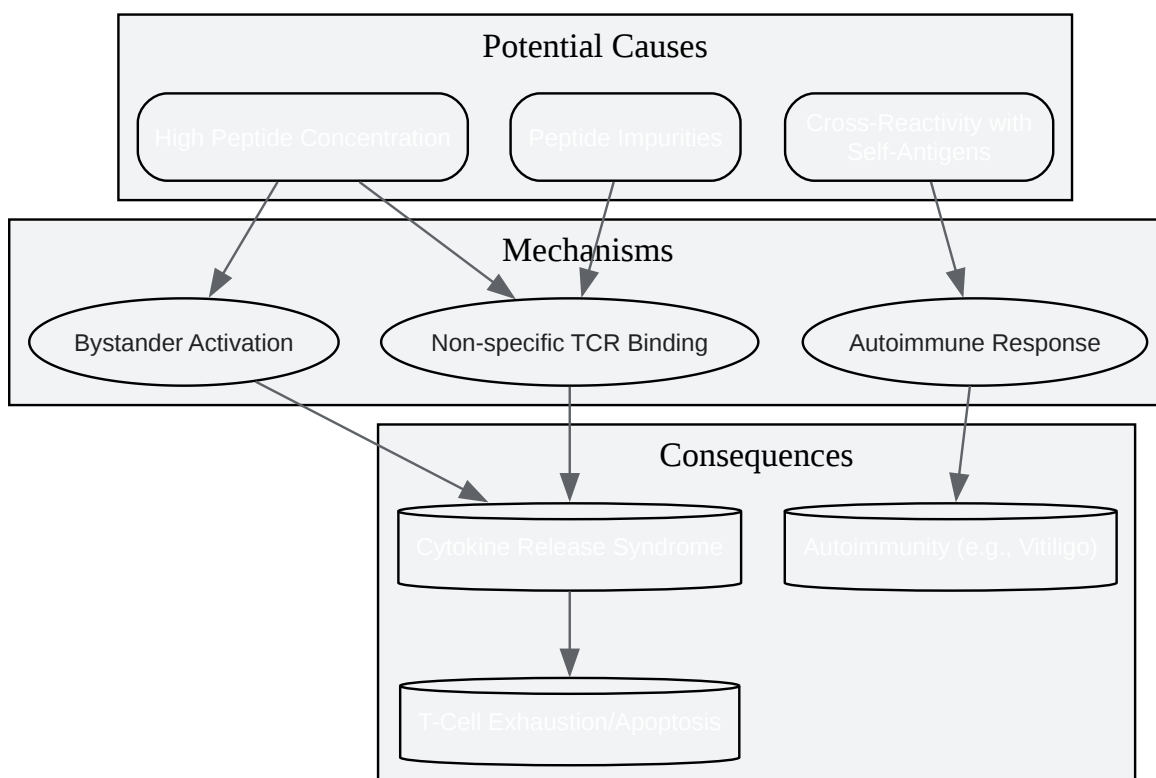 Potential Causes
High Peptide Concentration
Peptide Impurities
Cross-Reactivity with
Self-Antigens
Mechanisms
Bystander Activation
Non-specific TCR Binding
Autoimmune Response
Consequences
Cytokine Release Syndrome
Autoimmunity (e.g., Vitiligo)
T-Cell Exhaustion/Apoptosis